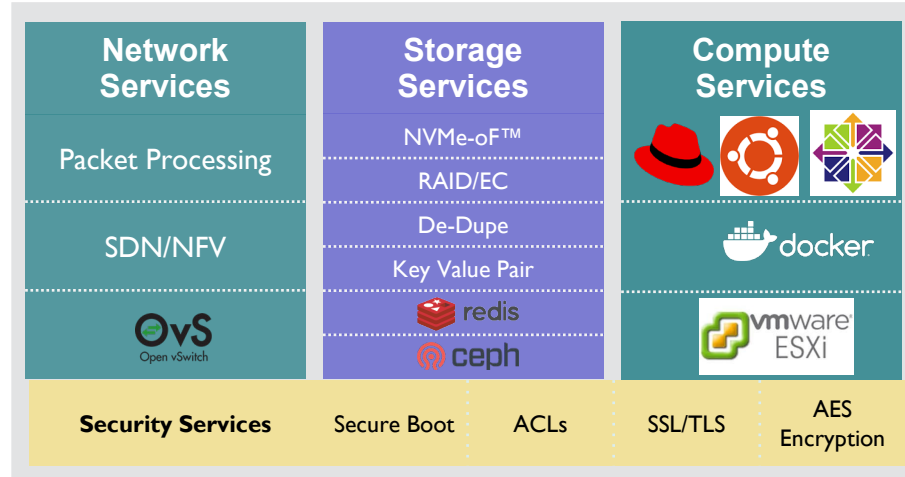 Network
Services
Packet Processing
SDN/NFV
OvS
Open vSwitch
Storage
Services
NVMe-oF™
RAID/EC
De-Dupe
Key Value Pair
redis
ceph
Compute
Services
docker
vmware®
ESXi
Security Services
Secure Boot
ACLs
SSL/TLS
AES
Encryption